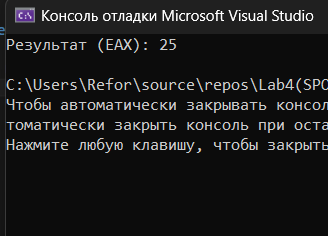 Консоль отладки Microsoft Visual Studio
Результат (EAX): 25
C:\Users\Refor\source\repos\Lab4(SPO
Чтобы автоматически закрывать консол
томатически закрыть консоль при оста
Нажмите любую клавишу, чтобы закрыть